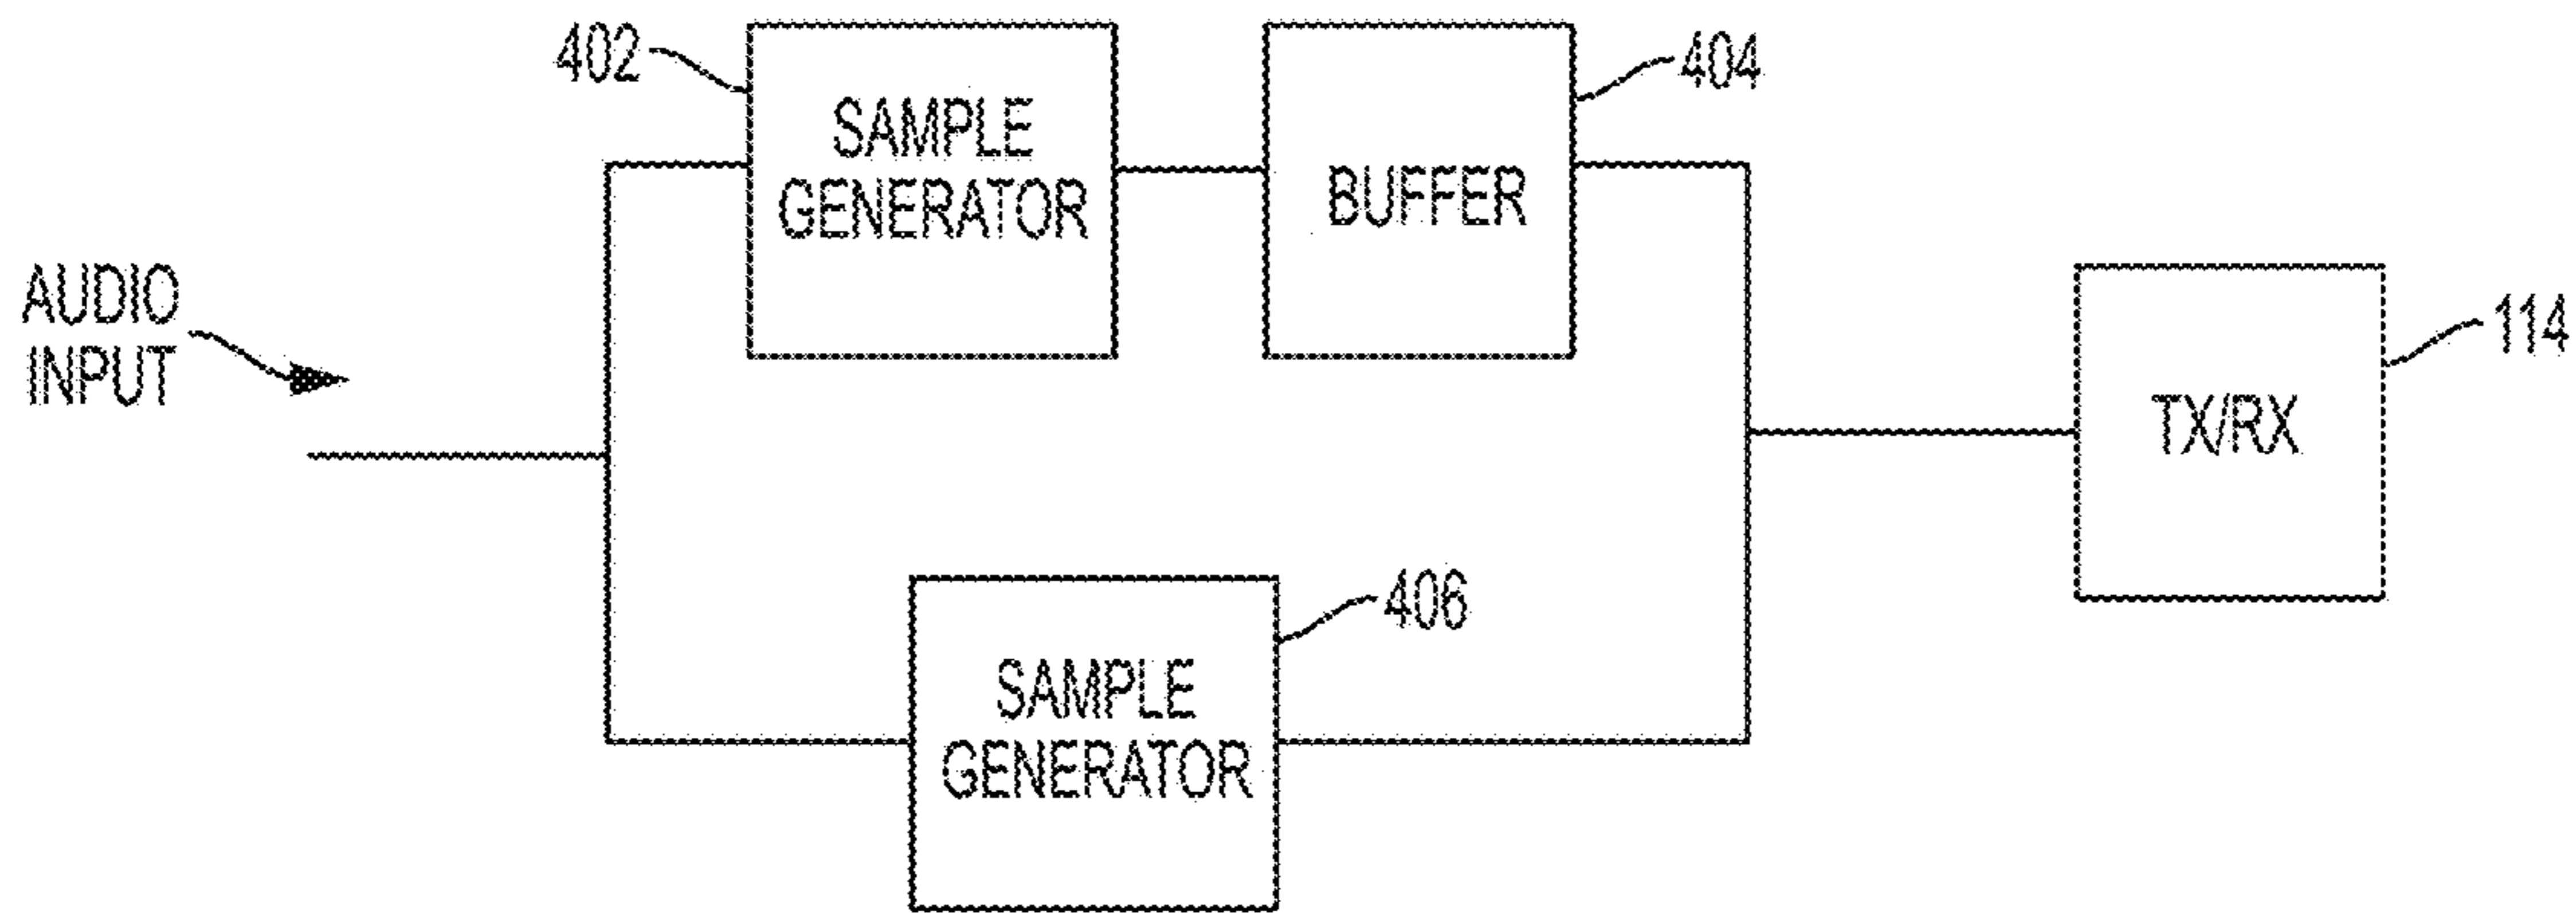 402
SAMPLE
GENERATOR
404
BUFFER
AUDIO
INPUT
114
TX/RX
406
SAMPLE
GENERATOR